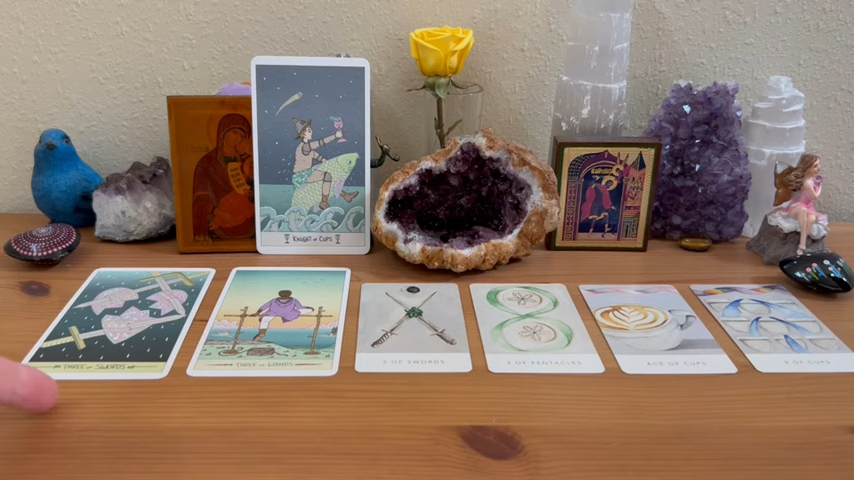 KNIGHT OF CUPS
THREE OF SWORDS
THREE OF WANDS
2 OF SWORDS
2 OF PENTACLES
ACE OF CUPS
9 OF CUPS